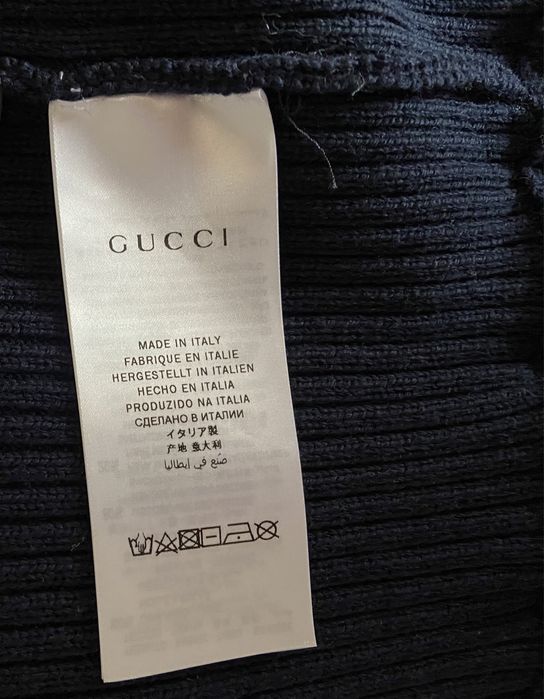 GUCCI
MADE IN ITALY
FABRIQUE EN ITALIE
HERGESTELLT IN ITALIEN
HECHO EN ITALIA
PRODUZIDO NA ITALIA
СДЕЛАНО В ИТАЛИИ
イタリア製
产地 意大利
صنع في إيطاليا